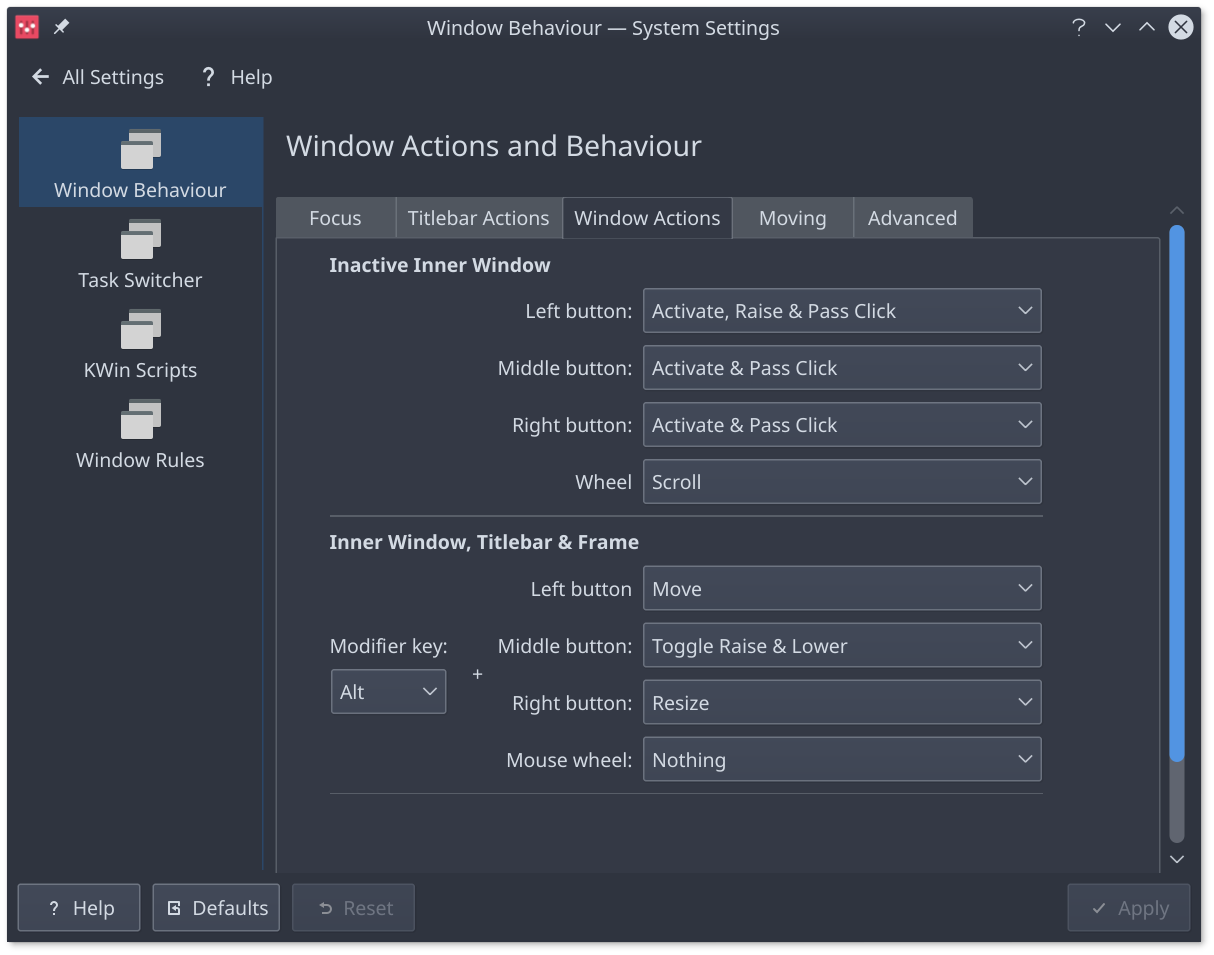 Window Behaviour — System Settings
All Settings ? Help
Window Behaviour
Task Switcher
KWin Scripts
Window Rules
Window Actions and Behaviour
Focus Titlebar Actions Window Actions Moving Advanced
Inactive Inner Window
Left button: Activate, Raise & Pass Click
Middle button: Activate & Pass Click
Right button: Activate & Pass Click
Wheel Scroll
Inner Window, Titlebar & Frame
Left button Move
Modifier key: Middle button: Toggle Raise & Lower
Alt + Right button: Resize
Mouse wheel: Nothing
? Help Defaults Reset Apply